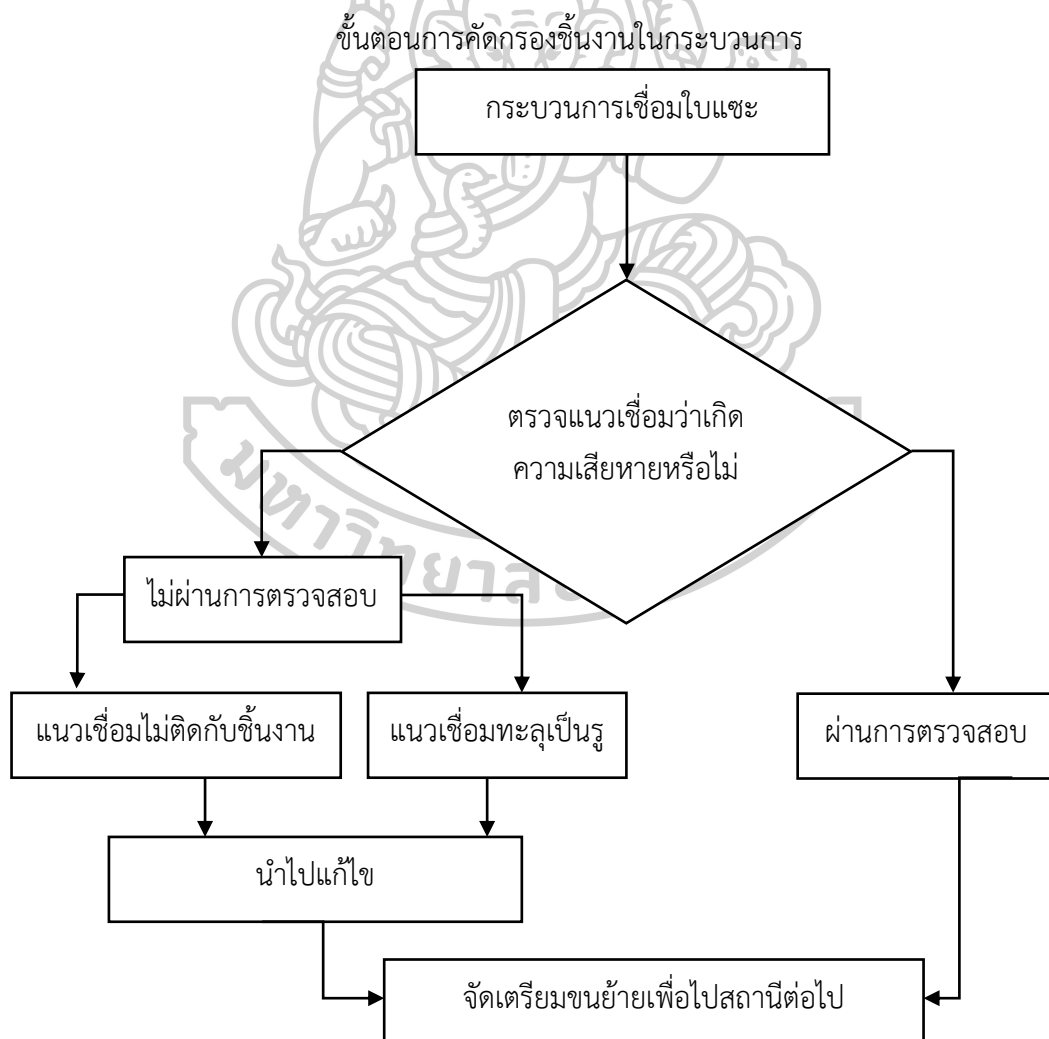 ขั้นตอนการคัดกรองชิ้นงานในกระบวนการ
กระบวนการเชื่อมใบแซะ
ตรวจแนวเชื่อมว่าเกิด
ความเสียหายหรือไม่
ไม่ผ่านการตรวจสอบ
แนวเชื่อมไม่ติดกับชิ้นงาน
แนวเชื่อมทะลุเป็นรู
ผ่านการตรวจสอบ
นำไปแก้ไข
จัดเตรียมขนย้ายเพื่อไปสถานีต่อไป